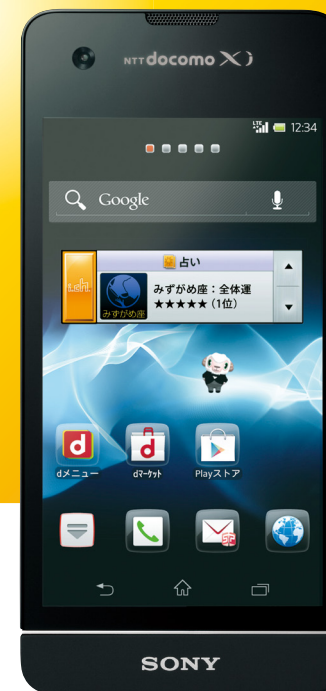 NTT docomo Xi
LTE 12:34
Google
占い
みずがめ座:全体運
★★★★★ (1位)
みずがめ座
d
dメニュー
d
dマーケット
Playストア
SONY